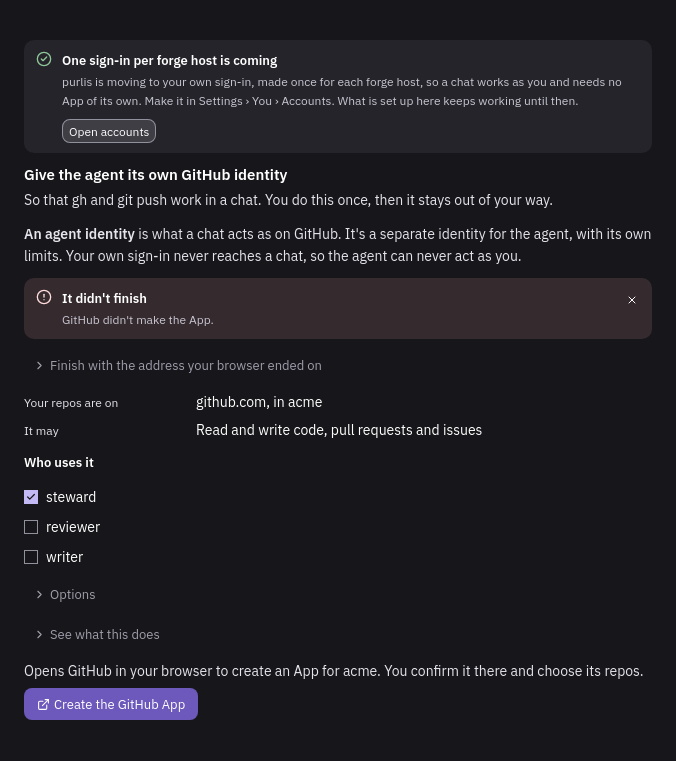 One sign-in per forge host is coming
purlis is moving to your own sign-in, made once for each forge host, so a chat works as you and needs no
App of its own. Make it in Settings › You › Accounts. What is set up here keeps working until then.
Open accounts
Give the agent its own GitHub identity
So that gh and git push work in a chat. You do this once, then it stays out of your way.
An agent identity is what a chat acts as on GitHub. It's a separate identity for the agent, with its own
limits. Your own sign-in never reaches a chat, so the agent can never act as you.
It didn't finish
GitHub didn't make the App.
Finish with the address your browser ended on
Your repos are on github.com, in acme
It may Read and write code, pull requests and issues
Who uses it
steward
reviewer
writer
Options
See what this does
Opens GitHub in your browser to create an App for acme. You confirm it there and choose its repos.
Create the GitHub App